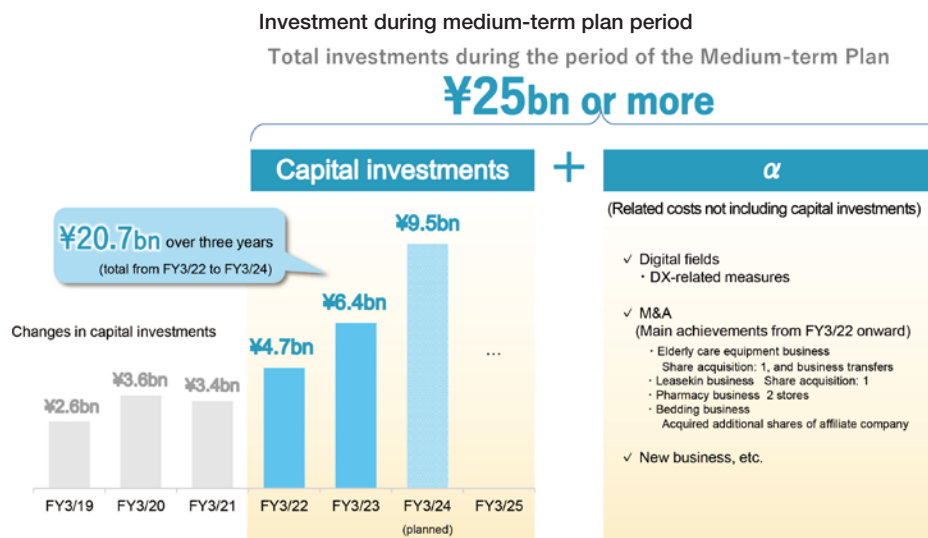 Investment during medium-term plan period
Total investments during the period of the Medium-term Plan
¥25bn or more
Capital investments
+
α
(Related costs not including capital investments)
¥20.7bn over three years
(total from FY3/22 to FY3/24)
Changes in capital investments
¥2.6bn
¥3.6bn
¥3.4bn
¥4.7bn
¥6.4bn
¥9.5bn
...
FY3/19
FY3/20
FY3/21
FY3/22
FY3/23
FY3/24
(planned)
FY3/25
✓ Digital fields
・DX-related measures
✓ M&A
(Main achievements from FY3/22 onward)
・Elderly care equipment business
Share acquisition: 1, and business transfers
・Leasekin business Share acquisition: 1
・Pharmacy business 2 stores
・Bedding business
Acquired additional shares of affiliate company
✓ New business, etc.